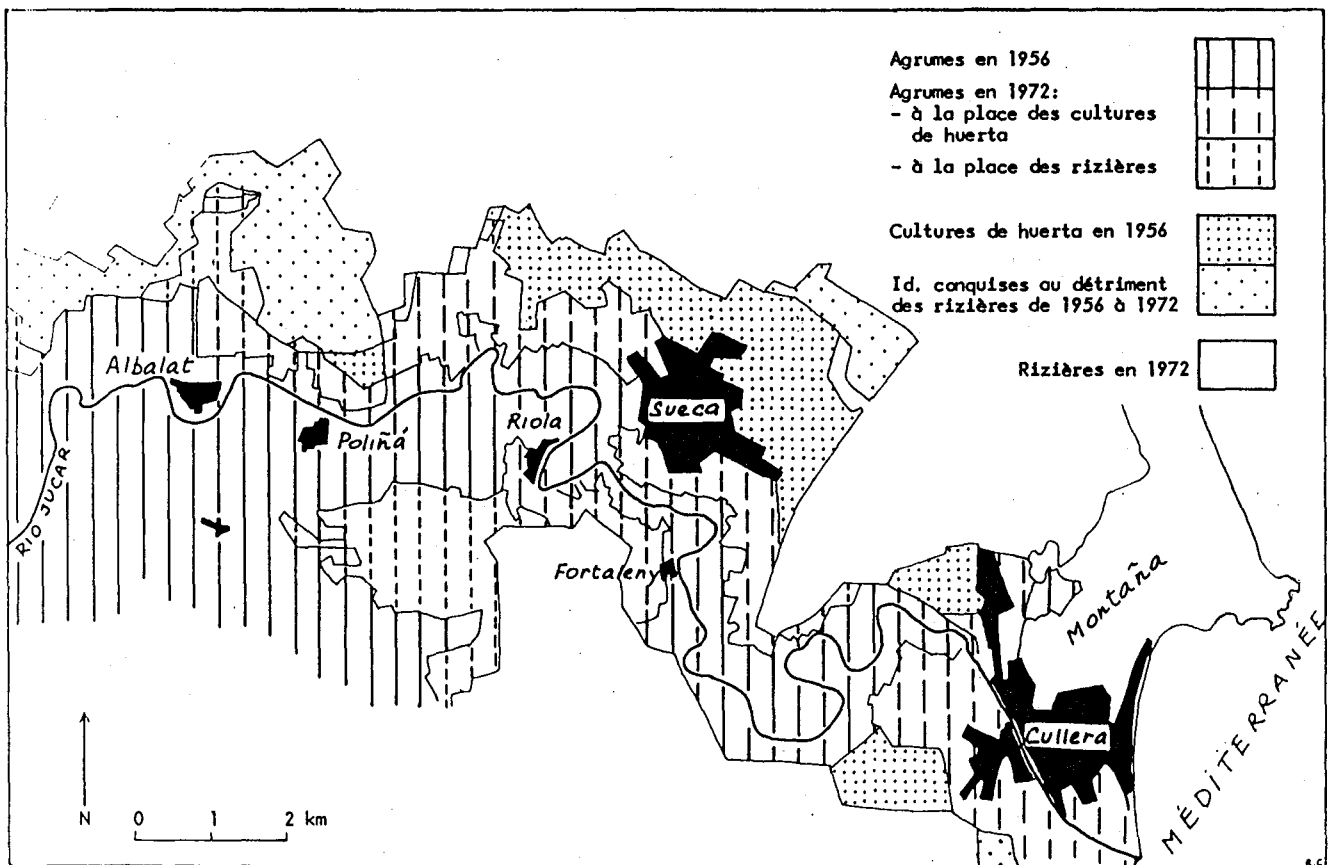 Agrumes en 1956
Agrumes en 1972:
- à la place des cultures
de huerta
- à la place des rizières
Cultures de huerta en 1956
Id. conquises au détriment
des rizières de 1956 à 1972
Rizières en 1972
Albalat
Poliñá
Riola
Sueca
RIO JUCAR
Fortaleny
Montaña
Cullera
MÉDITERRANÉE
N
0 1 2 km